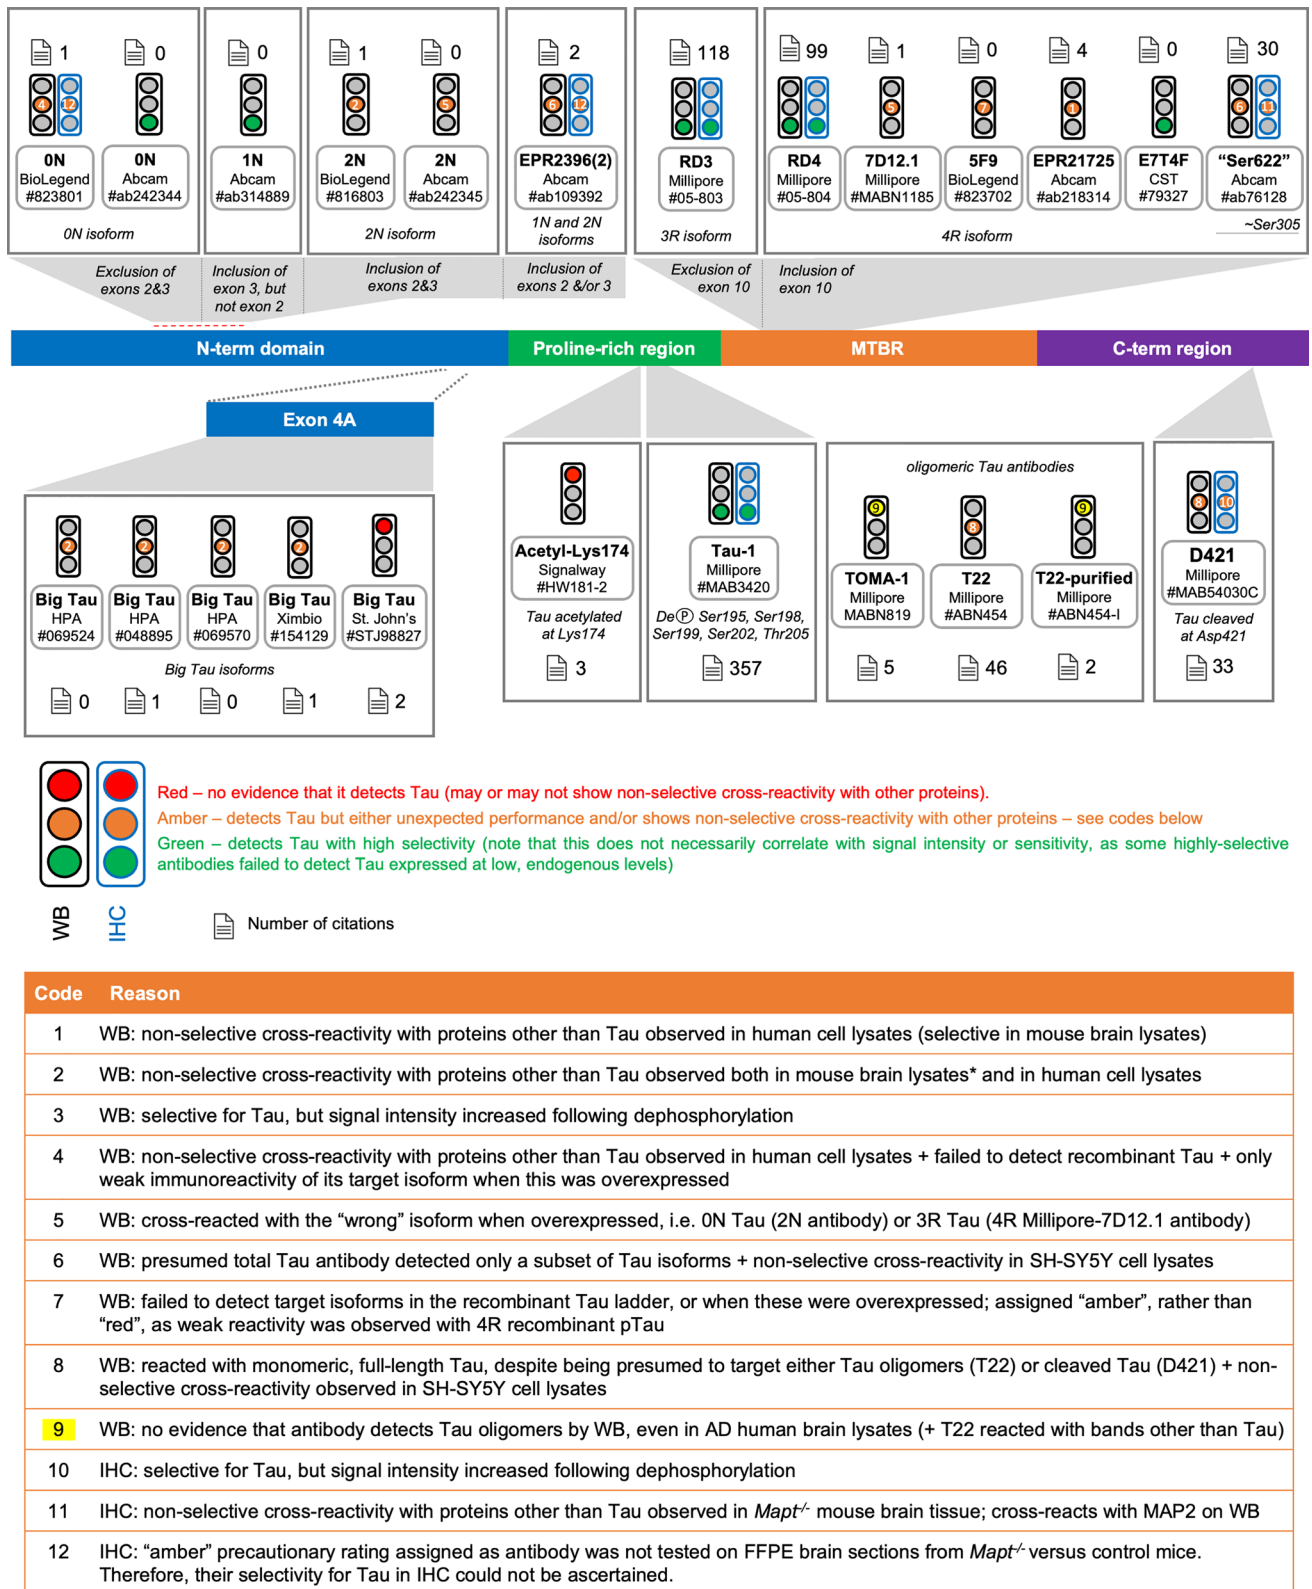 1
0
0
1
0
2
118
99
1
0
4
0
30
4
12
2
5
6
12
5
7
1
6
11
0N
BioLegend
#823801
0N
Abcam
#ab242344
0N isoform
1N
Abcam
#ab314889
2N
BioLegend
#816803
2N
Abcam
#ab242345
2N isoform
EPR2396(2)
Abcam
#ab109392
1N and 2N
isoforms
RD3
Millipore
#05-803
3R isoform
RD4
Millipore
#05-804
7D12.1
Millipore
#MABN1185
5F9
BioLegend
#823702
EPR21725
Abcam
#ab218314
E7T4F
CST
#79327
“Ser622”
Abcam
#ab76128
~Ser305
4R isoform
Exclusion of
exons 2&3
Inclusion of
exon 3, but
not exon 2
Inclusion of
exons 2&3
Inclusion of
exons 2 &/or 3
Exclusion of
exon 10
Inclusion of
exon 10
N-term domain
Proline-rich region
MTBR
C-term region
Exon 4A
2
2
2
2
Big Tau
HPA
#069524
Big Tau
HPA
#048895
Big Tau
HPA
#069570
Big Tau
Ximbio
#154129
Big Tau
St. John's
#STJ98827
Big Tau isoforms
0
1
0
1
2
Acetyl-Lys174
Signalway
#HW181-2
Tau acetylated
at Lys174
3
Tau-1
Millipore
#MAB3420
De P Ser195, Ser198,
Ser199, Ser202, Thr205
357
oligomeric Tau antibodies
9
8
9
TOMA-1
Millipore
MABN819
T22
Millipore
#ABN454
T22-purified
Millipore
#ABN454-I
5
46
2
8
10
D421
Millipore
#MAB54030C
Tau cleaved
at Asp421
33
Red – no evidence that it detects Tau (may or may not show non-selective cross-reactivity with other proteins).
Amber – detects Tau but either unexpected performance and/or shows non-selective cross-reactivity with other proteins – see codes below
Green – detects Tau with high selectivity (note that this does not necessarily correlate with signal intensity or sensitivity, as some highly-selective
antibodies failed to detect Tau expressed at low, endogenous levels)
WB
IHC
Number of citations
Code Reason
1 WB: non-selective cross-reactivity with proteins other than Tau observed in human cell lysates (selective in mouse brain lysates)
2 WB: non-selective cross-reactivity with proteins other than Tau observed both in mouse brain lysates* and in human cell lysates
3 WB: selective for Tau, but signal intensity increased following dephosphorylation
4 WB: non-selective cross-reactivity with proteins other than Tau observed in human cell lysates + failed to detect recombinant Tau + only
weak immunoreactivity of its target isoform when this was overexpressed
5 WB: cross-reacted with the “wrong” isoform when overexpressed, i.e. 0N Tau (2N antibody) or 3R Tau (4R Millipore-7D12.1 antibody)
6 WB: presumed total Tau antibody detected only a subset of Tau isoforms + non-selective cross-reactivity in SH-SY5Y cell lysates
7 WB: failed to detect target isoforms in the recombinant Tau ladder, or when these were overexpressed; assigned “amber”, rather than
“red”, as weak reactivity was observed with 4R recombinant pTau
8 WB: reacted with monomeric, full-length Tau, despite being presumed to target either Tau oligomers (T22) or cleaved Tau (D421) + non-
selective cross-reactivity observed in SH-SY5Y cell lysates
9 WB: no evidence that antibody detects Tau oligomers by WB, even in AD human brain lysates (+ T22 reacted with bands other than Tau)
10 IHC: selective for Tau, but signal intensity increased following dephosphorylation
11 IHC: non-selective cross-reactivity with proteins other than Tau observed in Mapt-/- mouse brain tissue; cross-reacts with MAP2 on WB
12 IHC: “amber” precautionary rating assigned as antibody was not tested on FFPE brain sections from Mapt-/- versus control mice.
Therefore, their selectivity for Tau in IHC could not be ascertained.